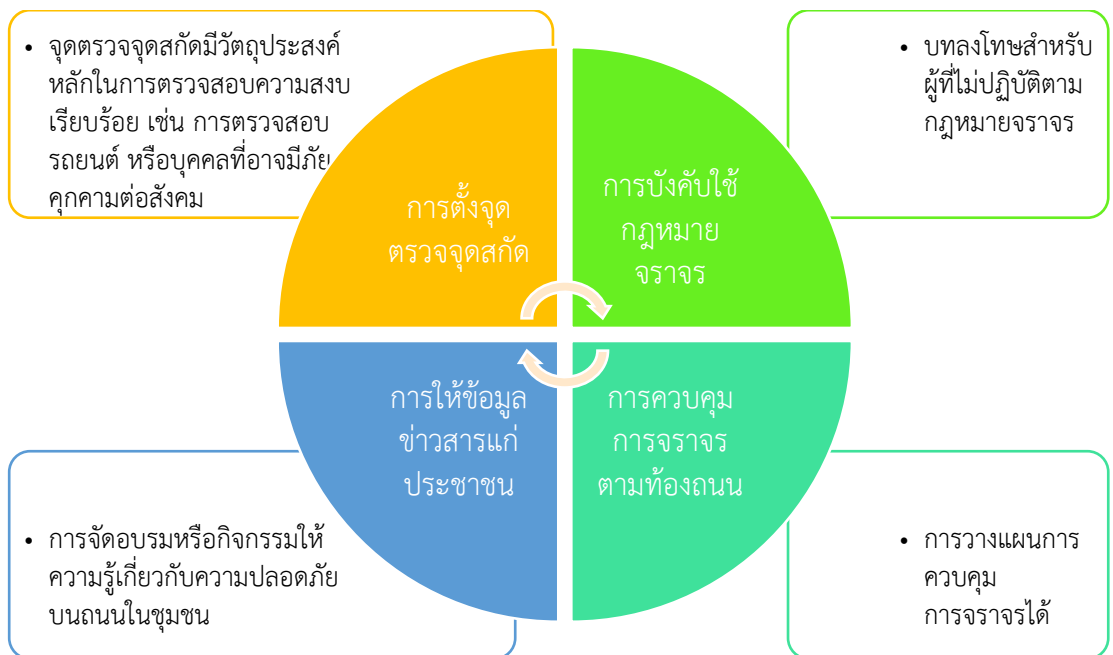 • จุดตรวจจุดสกัดมีวัตถุประสงค์
หลักในการตรวจสอบความสงบ
เรียบร้อย เช่น การตรวจสอบ
รถยนต์ หรือบุคคลที่อาจมีภัย
คุกคามต่อสังคม
• บทลงโทษสำหรับ
ผู้ที่ไม่ปฏิบัติตาม
กฎหมายจราจร
การตั้งจุด
ตรวจจุดสกัด
การบังคับใช้
กฎหมาย
จราจร
การให้ข้อมูล
ข่าวสารแก่
ประชาชน
การควบคุม
การจราจร
ตามท้องถนน
• การจัดอบรมหรือกิจกรรมให้
ความรู้เกี่ยวกับความปลอดภัย
บนถนนในชุมชน
• การวางแผนการ
ควบคุม
การจราจรได้